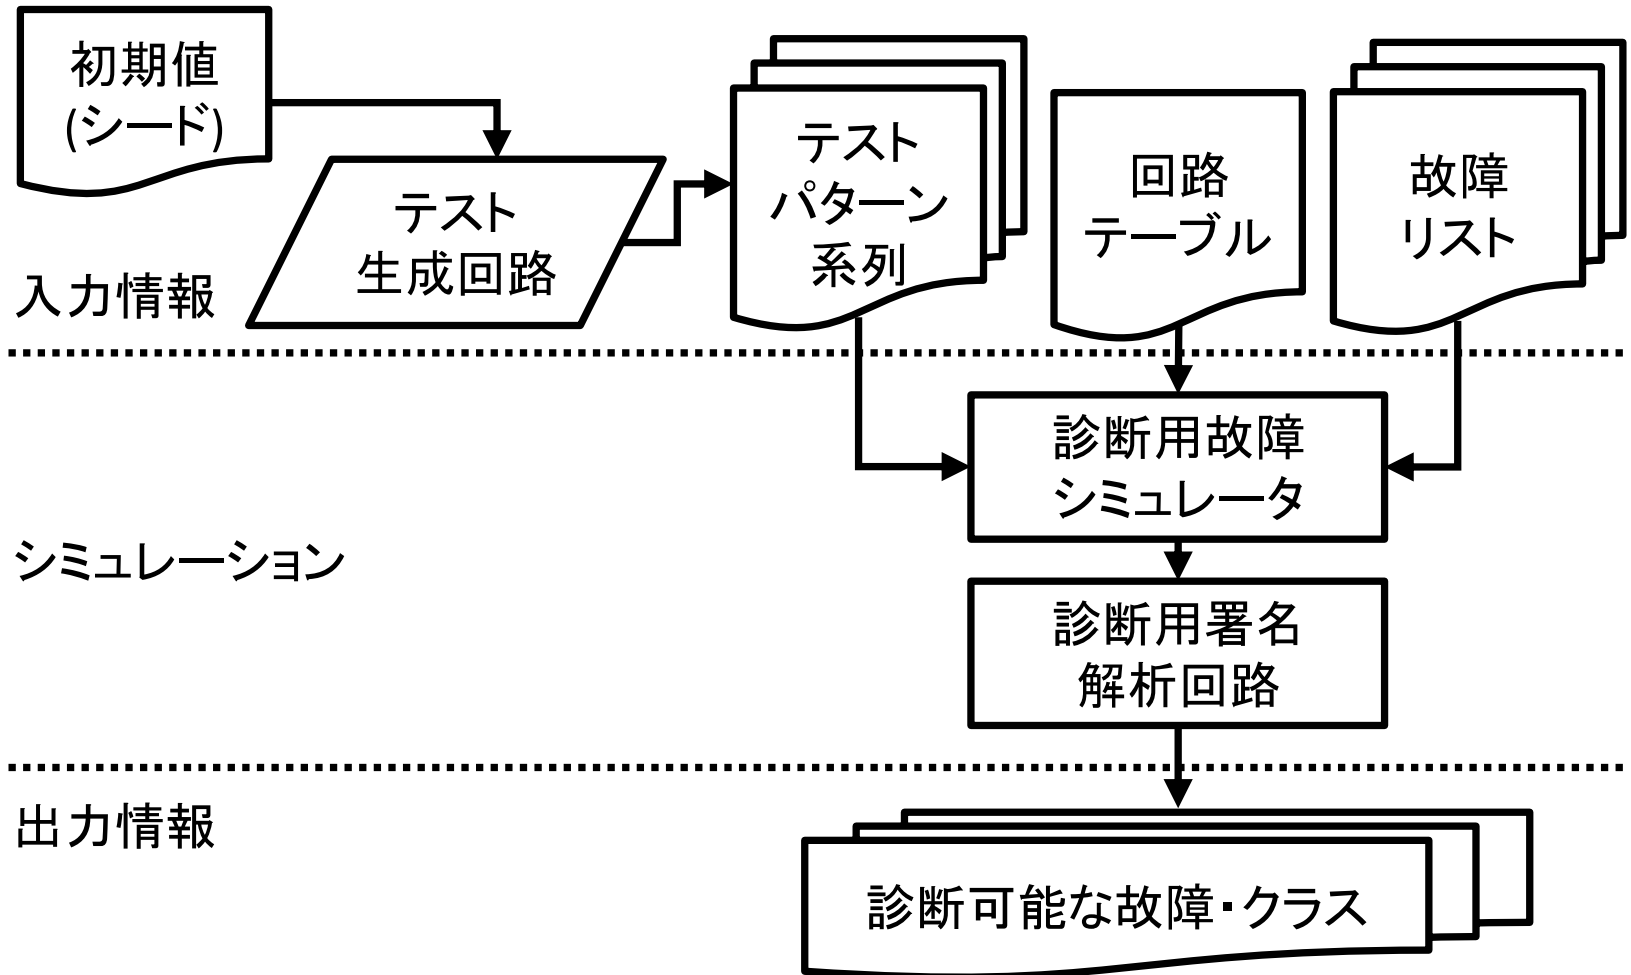 初期値
(シード)
テスト
生成回路
テスト
パターン
系列
回路
テーブル
故障
リスト
入力情報
診断用故障
シミュレータ
シミュレーション
診断用署名
解析回路
出力情報
診断可能な故障・クラス